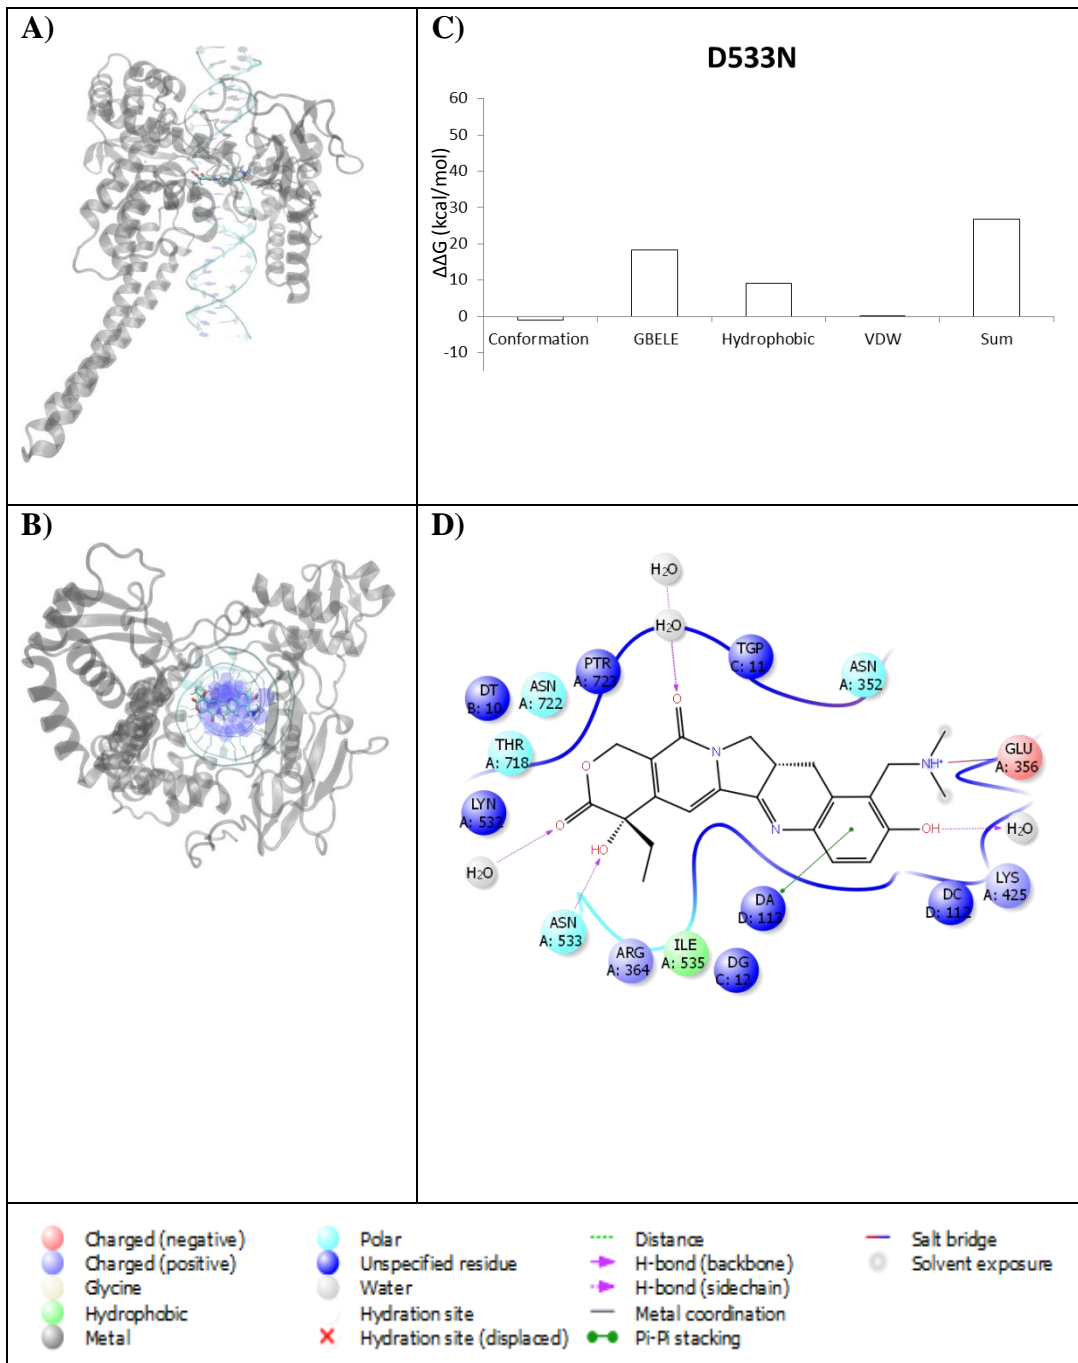 A)
C)
D533N
ΔΔG (kcal/mol)
60
50
40
30
20
10
0
-10
Conformation GBELE Hydrophobic VDW Sum
B)
D)
H2O
H2O
TGP
C: 11
PTR
A: 723
ASN
A: 352
ASN
A: 722
DT
B: 10
THR
A: 718
GLU
A: 356
O
N
NH+
O
LYN
A: 532
O
N
OH
H2O
HO
H2O
LYS
A: 425
DA
D: 113
DC
D: 112
ASN
A: 533
ARG
A: 364
ILE
A: 535
DG
C: 12
Charged (negative)
Charged (positive)
Glycine
Hydrophobic
Metal
Polar
Unspecified residue
Water
Hydration site
Hydration site (displaced)
Distance
H-bond (backbone)
H-bond (sidechain)
Metal coordination
Pi-Pi stacking
Salt bridge
Solvent exposure